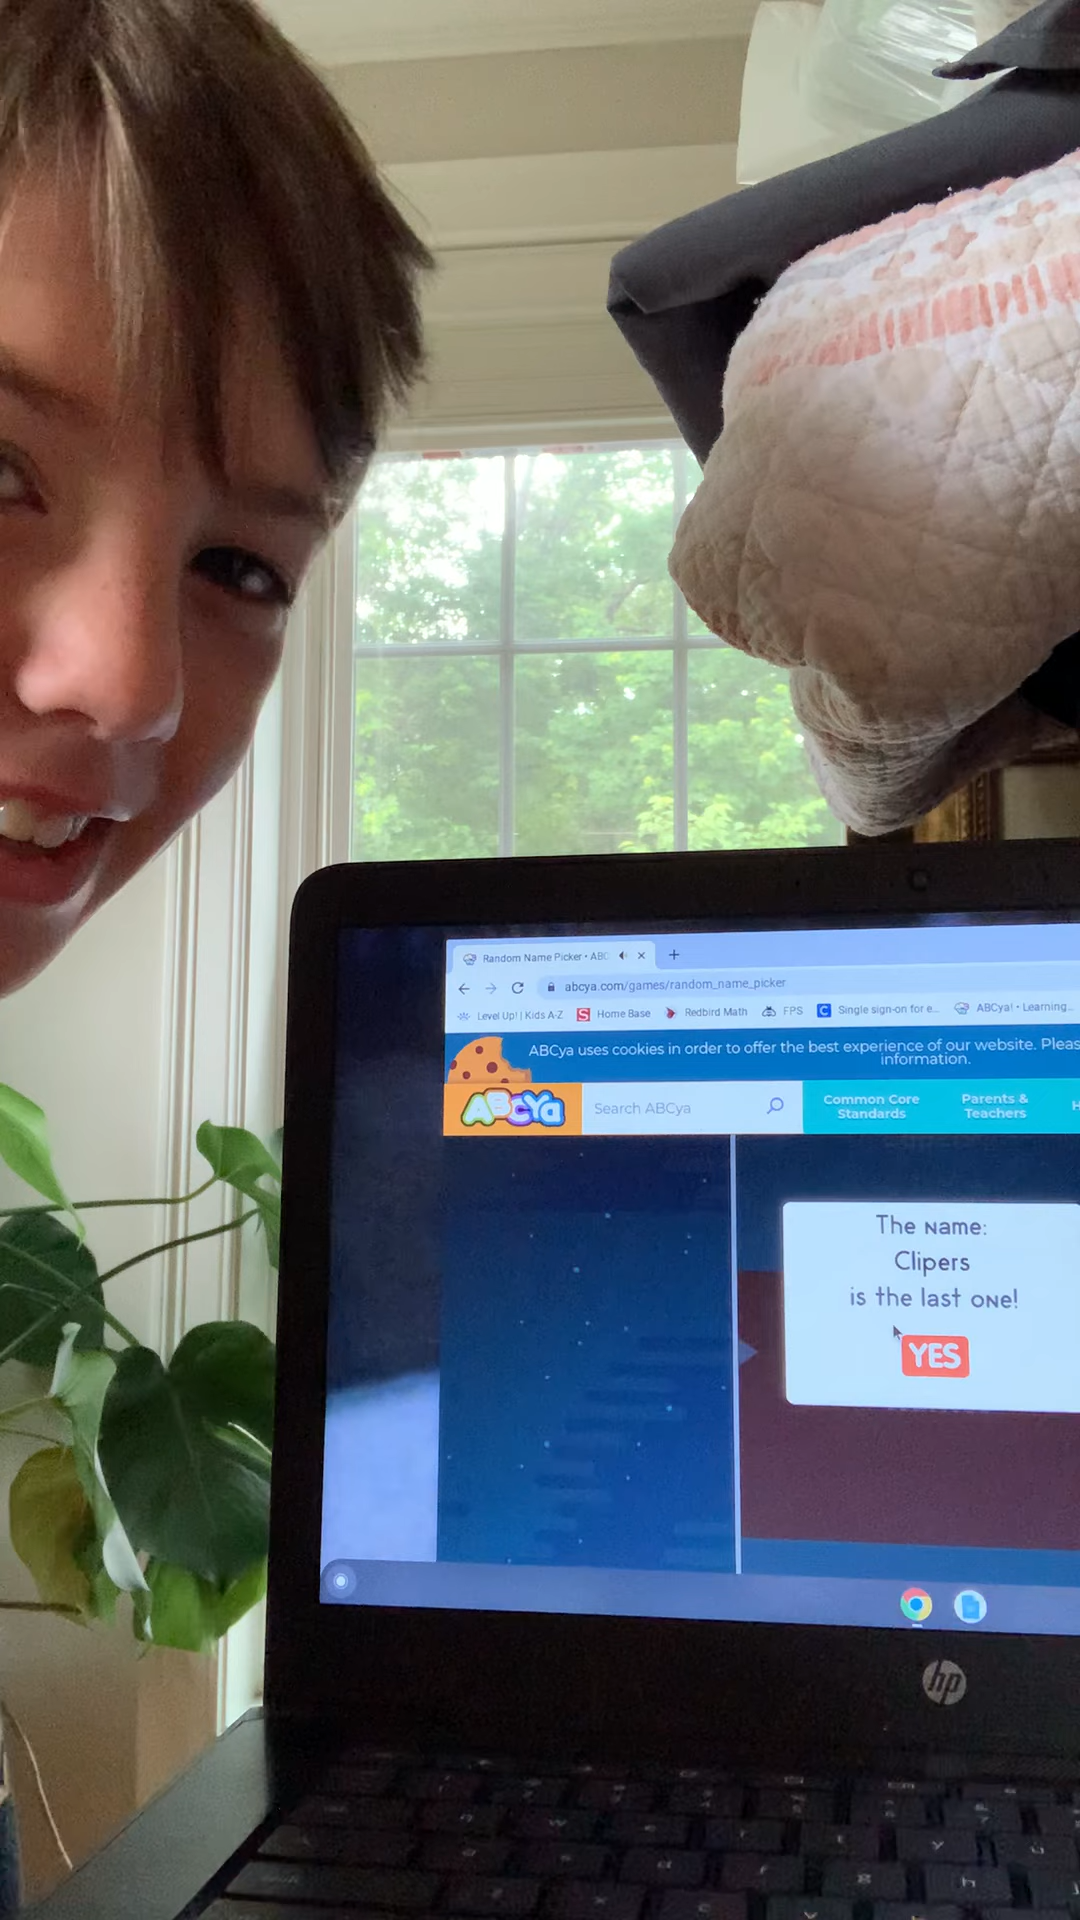 Random Name Picker • ABC
abcya.com/games/random_name_picker
Level Up! | Kids A-Z
Home Base
Redbird Math
FPS
Single sign-on for e...
ABCya! • Learning...
ABCya uses cookies in order to offer the best experience of our website. Pleas
information.
ABCYa
Search ABCya
Common Core
Standards
Parents &
Teachers
H
The Name:
Clipers
is the last one!
YES
hp